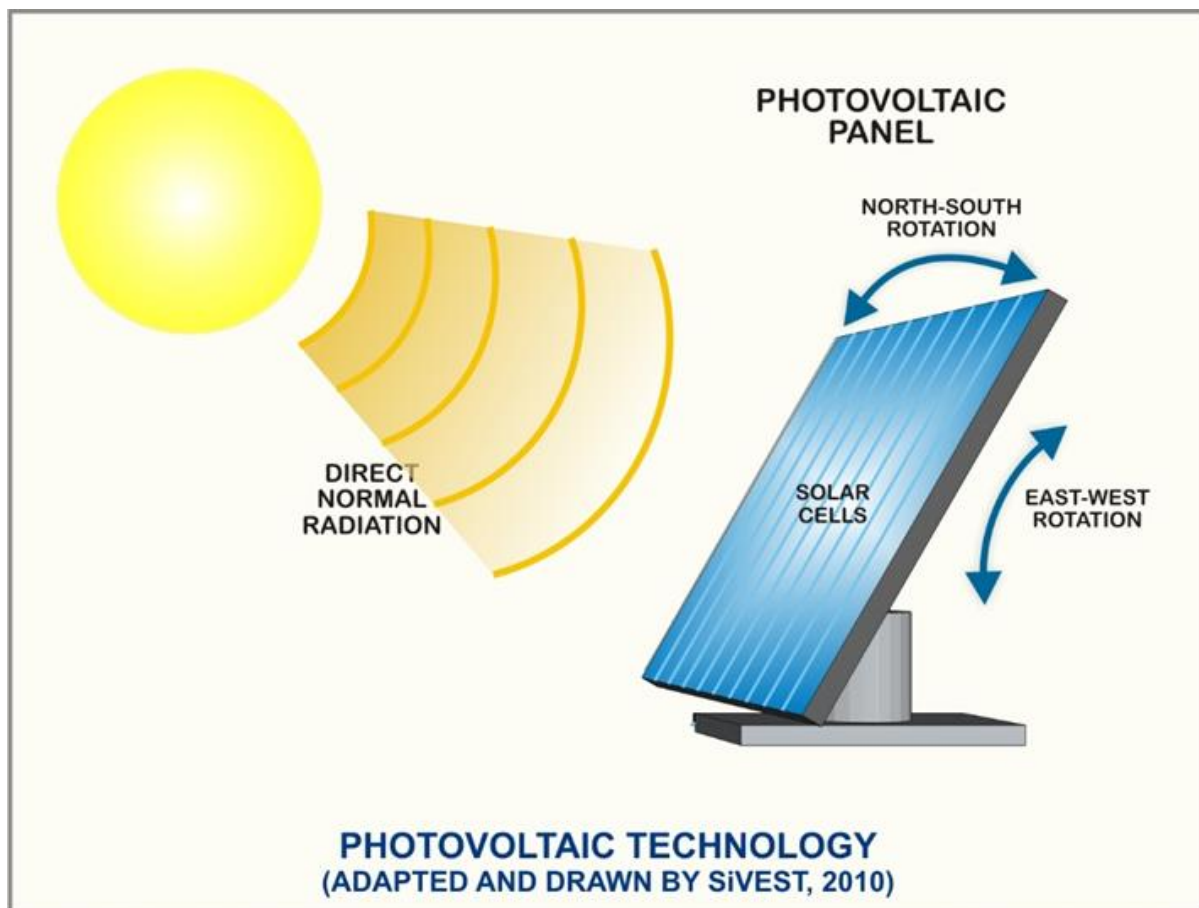 PHOTOVOLTAIC
PANEL
NORTH-SOUTH
ROTATION
DIRECT
NORMAL
RADIATION
SOLAR
CELLS
EAST-WEST
ROTATION
PHOTOVOLTAIC TECHNOLOGY
(ADAPTED AND DRAWN BY SiVEST, 2010)